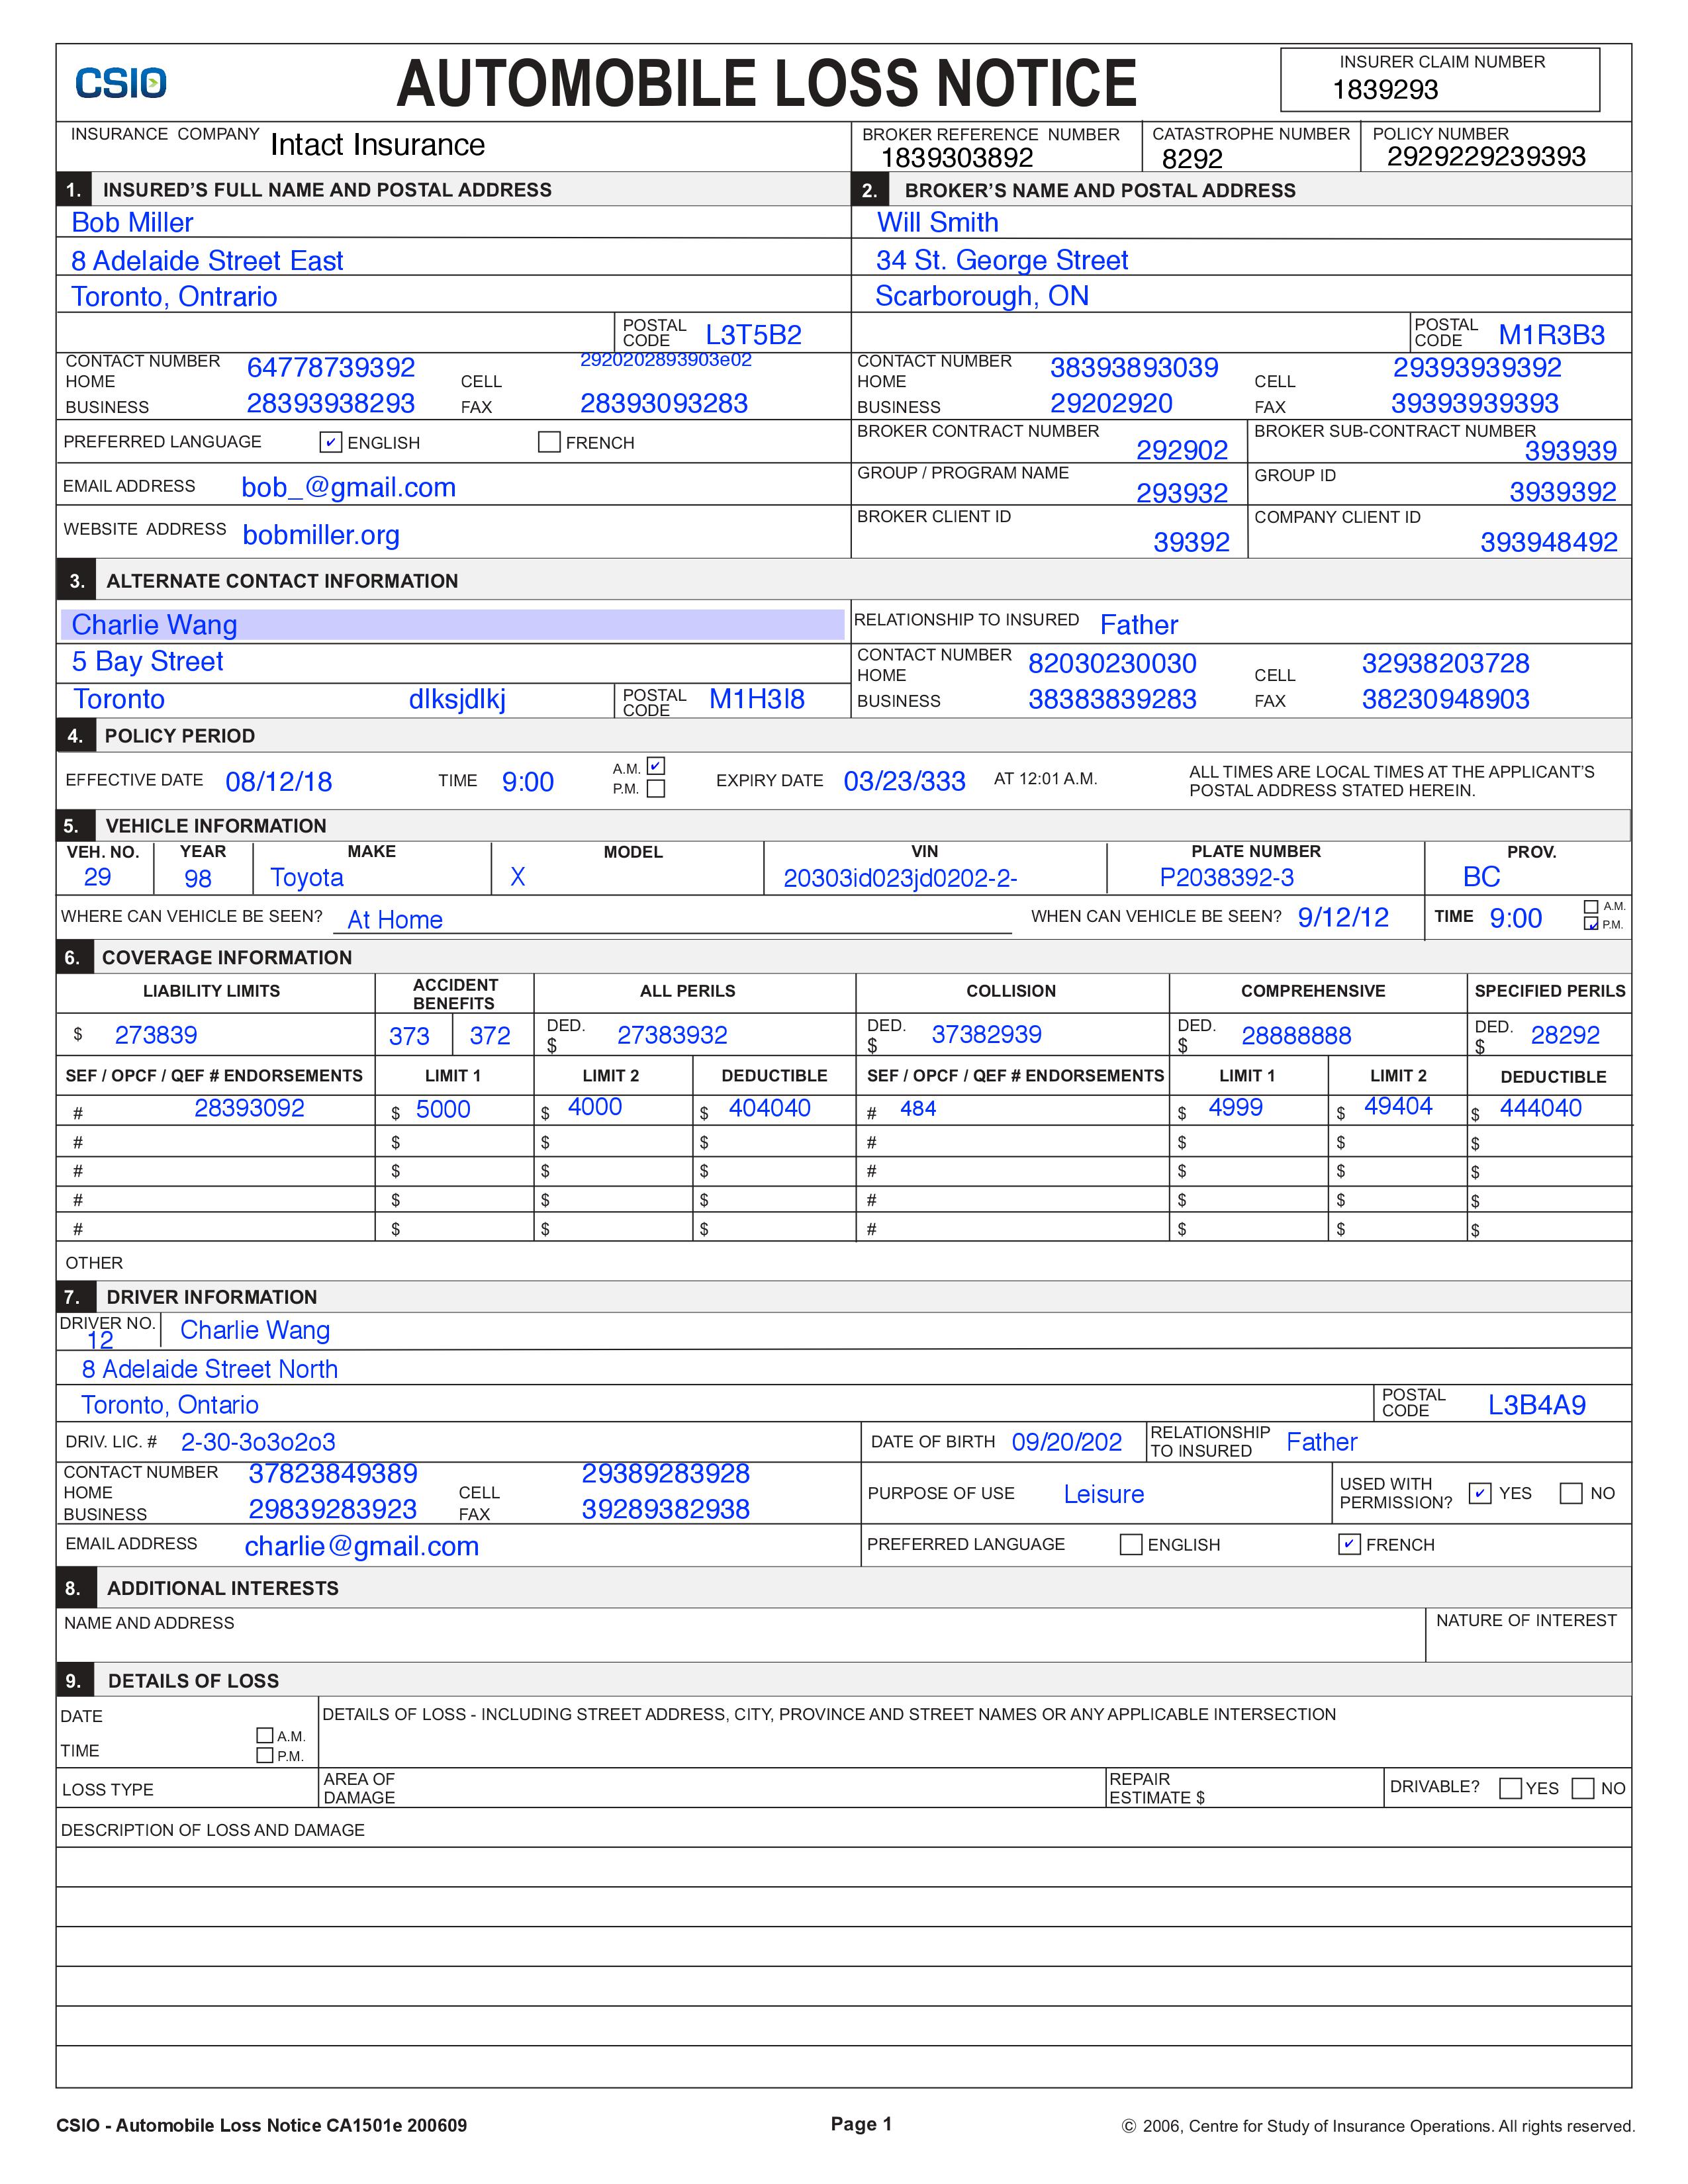 CSIO
AUTOMOBILE LOSS NOTICE
INSURER CLAIM NUMBER
1839293
INSURANCE COMPANY Intact Insurance
BROKER REFERENCE NUMBER
1839303892
CATASTROPHE NUMBER
8292
POLICY NUMBER
2929229239393
1. INSURED'S FULL NAME AND POSTAL ADDRESS
Bob Miller
8 Adelaide Street East
Toronto, Ontrario
POSTAL CODE L3T5B2
CONTACT NUMBER
HOME 64778739392 CELL 2920202893903e02
BUSINESS 28393938293 FAX 28393093283
PREFERRED LANGUAGE ✔ ENGLISH FRENCH
EMAIL ADDRESS bob_@gmail.com
WEBSITE ADDRESS bobmiller.org
2. BROKER'S NAME AND POSTAL ADDRESS
Will Smith
34 St. George Street
Scarborough, ON
POSTAL CODE M1R3B3
CONTACT NUMBER
HOME 38393893039 CELL 29393939392
BUSINESS 29202920 FAX 39393939393
BROKER CONTRACT NUMBER 292902
BROKER SUB-CONTRACT NUMBER 393939
GROUP / PROGRAM NAME 293932
GROUP ID 3939392
BROKER CLIENT ID 39392
COMPANY CLIENT ID 393948492
3. ALTERNATE CONTACT INFORMATION
Charlie Wang
5 Bay Street
Toronto dlksjdlkj POSTAL CODE M1H3I8
RELATIONSHIP TO INSURED Father
CONTACT NUMBER
HOME 82030230030 CELL 32938203728
BUSINESS 38383839283 FAX 38230948903
4. POLICY PERIOD
EFFECTIVE DATE 08/12/18 TIME 9:00 A.M. ✔ P.M. EXPIRY DATE 03/23/333 AT 12:01 A.M.
ALL TIMES ARE LOCAL TIMES AT THE APPLICANT'S
POSTAL ADDRESS STATED HEREIN.
5. VEHICLE INFORMATION
VEH. NO. YEAR MAKE MODEL VIN PLATE NUMBER PROV.
29 98 Toyota X 20303id023jd0202-2- P2038392-3 BC
WHERE CAN VEHICLE BE SEEN? At Home WHEN CAN VEHICLE BE SEEN? 9/12/12 TIME 9:00 A.M. ✔ P.M.
6. COVERAGE INFORMATION
LIABILITY LIMITS ACCIDENT BENEFITS ALL PERILS COLLISION COMPREHENSIVE SPECIFIED PERILS
$ 273839 373 372 DED. $ 27383932 DED. $ 37382939 DED. $ 28888888 DED. $ 28292
SEF / OPCF / QEF # ENDORSEMENTS LIMIT 1 LIMIT 2 DEDUCTIBLE SEF / OPCF / QEF # ENDORSEMENTS LIMIT 1 LIMIT 2 DEDUCTIBLE
# 28393092 $ 5000 $ 4000 $ 404040 # 484 $ 4999 $ 49404 $ 444040
# $ $ $ # $ $ $
# $ $ $ # $ $ $
# $ $ $ # $ $ $
# $ $ $ # $ $ $
OTHER
7. DRIVER INFORMATION
DRIVER NO. 12 Charlie Wang
8 Adelaide Street North
Toronto, Ontario POSTAL CODE L3B4A9
DRIV. LIC. # 2-30-3o3o2o3 DATE OF BIRTH 09/20/202 RELATIONSHIP TO INSURED Father
CONTACT NUMBER
HOME 37823849389 CELL 29389283928
BUSINESS 29839283923 FAX 39289382938
PURPOSE OF USE Leisure USED WITH PERMISSION? ✔ YES NO
EMAIL ADDRESS charlie@gmail.com PREFERRED LANGUAGE ENGLISH ✔ FRENCH
8. ADDITIONAL INTERESTS
NAME AND ADDRESS NATURE OF INTEREST
9. DETAILS OF LOSS
DATE
TIME A.M. P.M.
DETAILS OF LOSS - INCLUDING STREET ADDRESS, CITY, PROVINCE AND STREET NAMES OR ANY APPLICABLE INTERSECTION
LOSS TYPE AREA OF DAMAGE REPAIR ESTIMATE $ DRIVABLE? YES NO
DESCRIPTION OF LOSS AND DAMAGE
CSIO - Automobile Loss Notice CA1501e 200609 Page 1 © 2006, Centre for Study of Insurance Operations. All rights reserved.